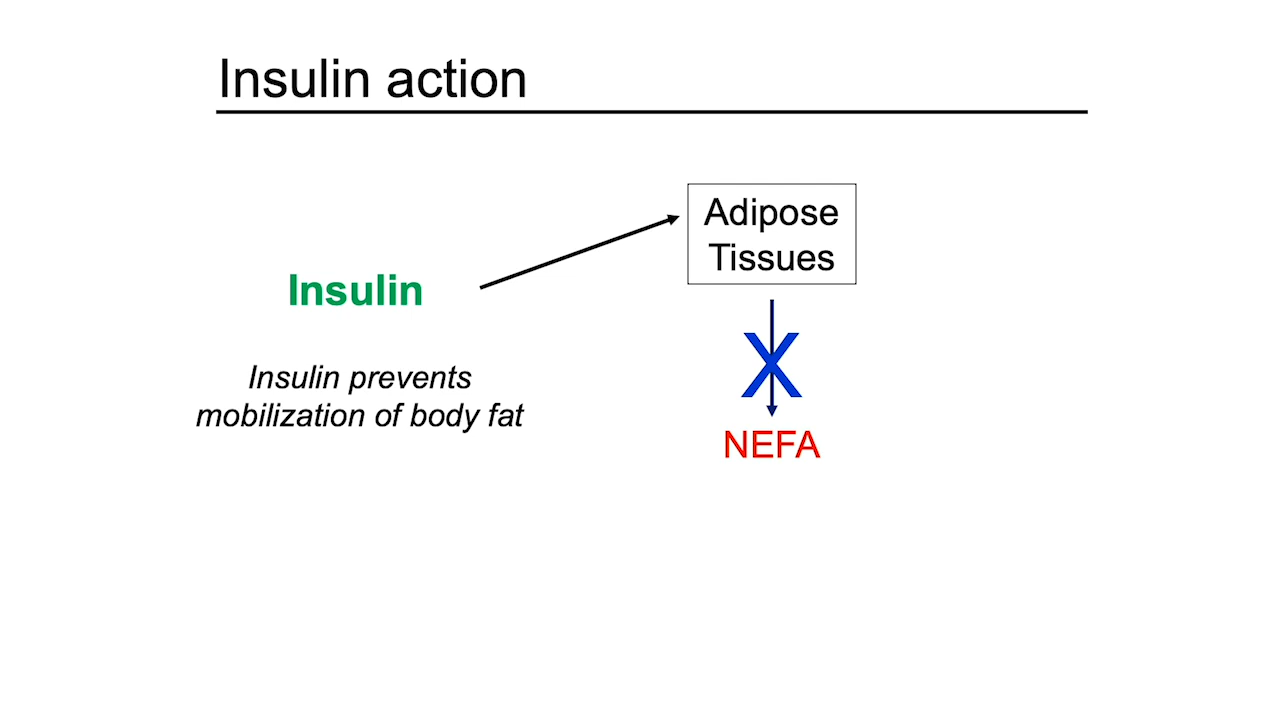 Insulin action
Adipose
Tissues
Insulin
X
Insulin prevents
mobilization of body fat
NEFA